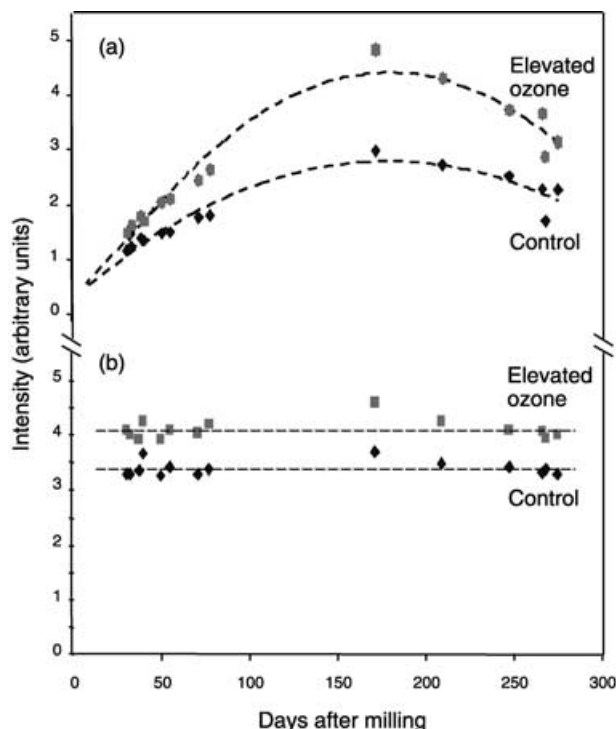 (a)
Elevated
ozone
Control
5
4
3
2
1
0
Intensity (arbitrary units)
(b)
Elevated
ozone
Control
5
4
3
3
2
1
0
0 50 100 150 200 250 300
Days after milling